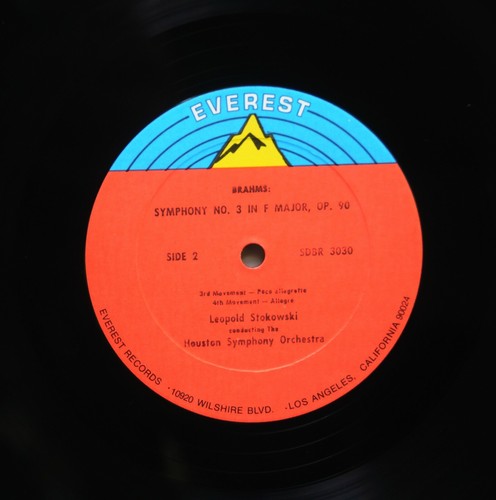 EVEREST
BRAHMS:
SYMPHONY NO. 3 IN F MAJOR, OP. 90
SIDE 2 SDBR 3030
3rd Movement — Poco allegretto
4th Movement — Allegro
Leopold Stokowski
conducting The
Houston Symphony Orchestra
EVEREST RECORDS · 10920 WILSHIRE BLVD. · LOS ANGELES, CALIFORNIA 90024